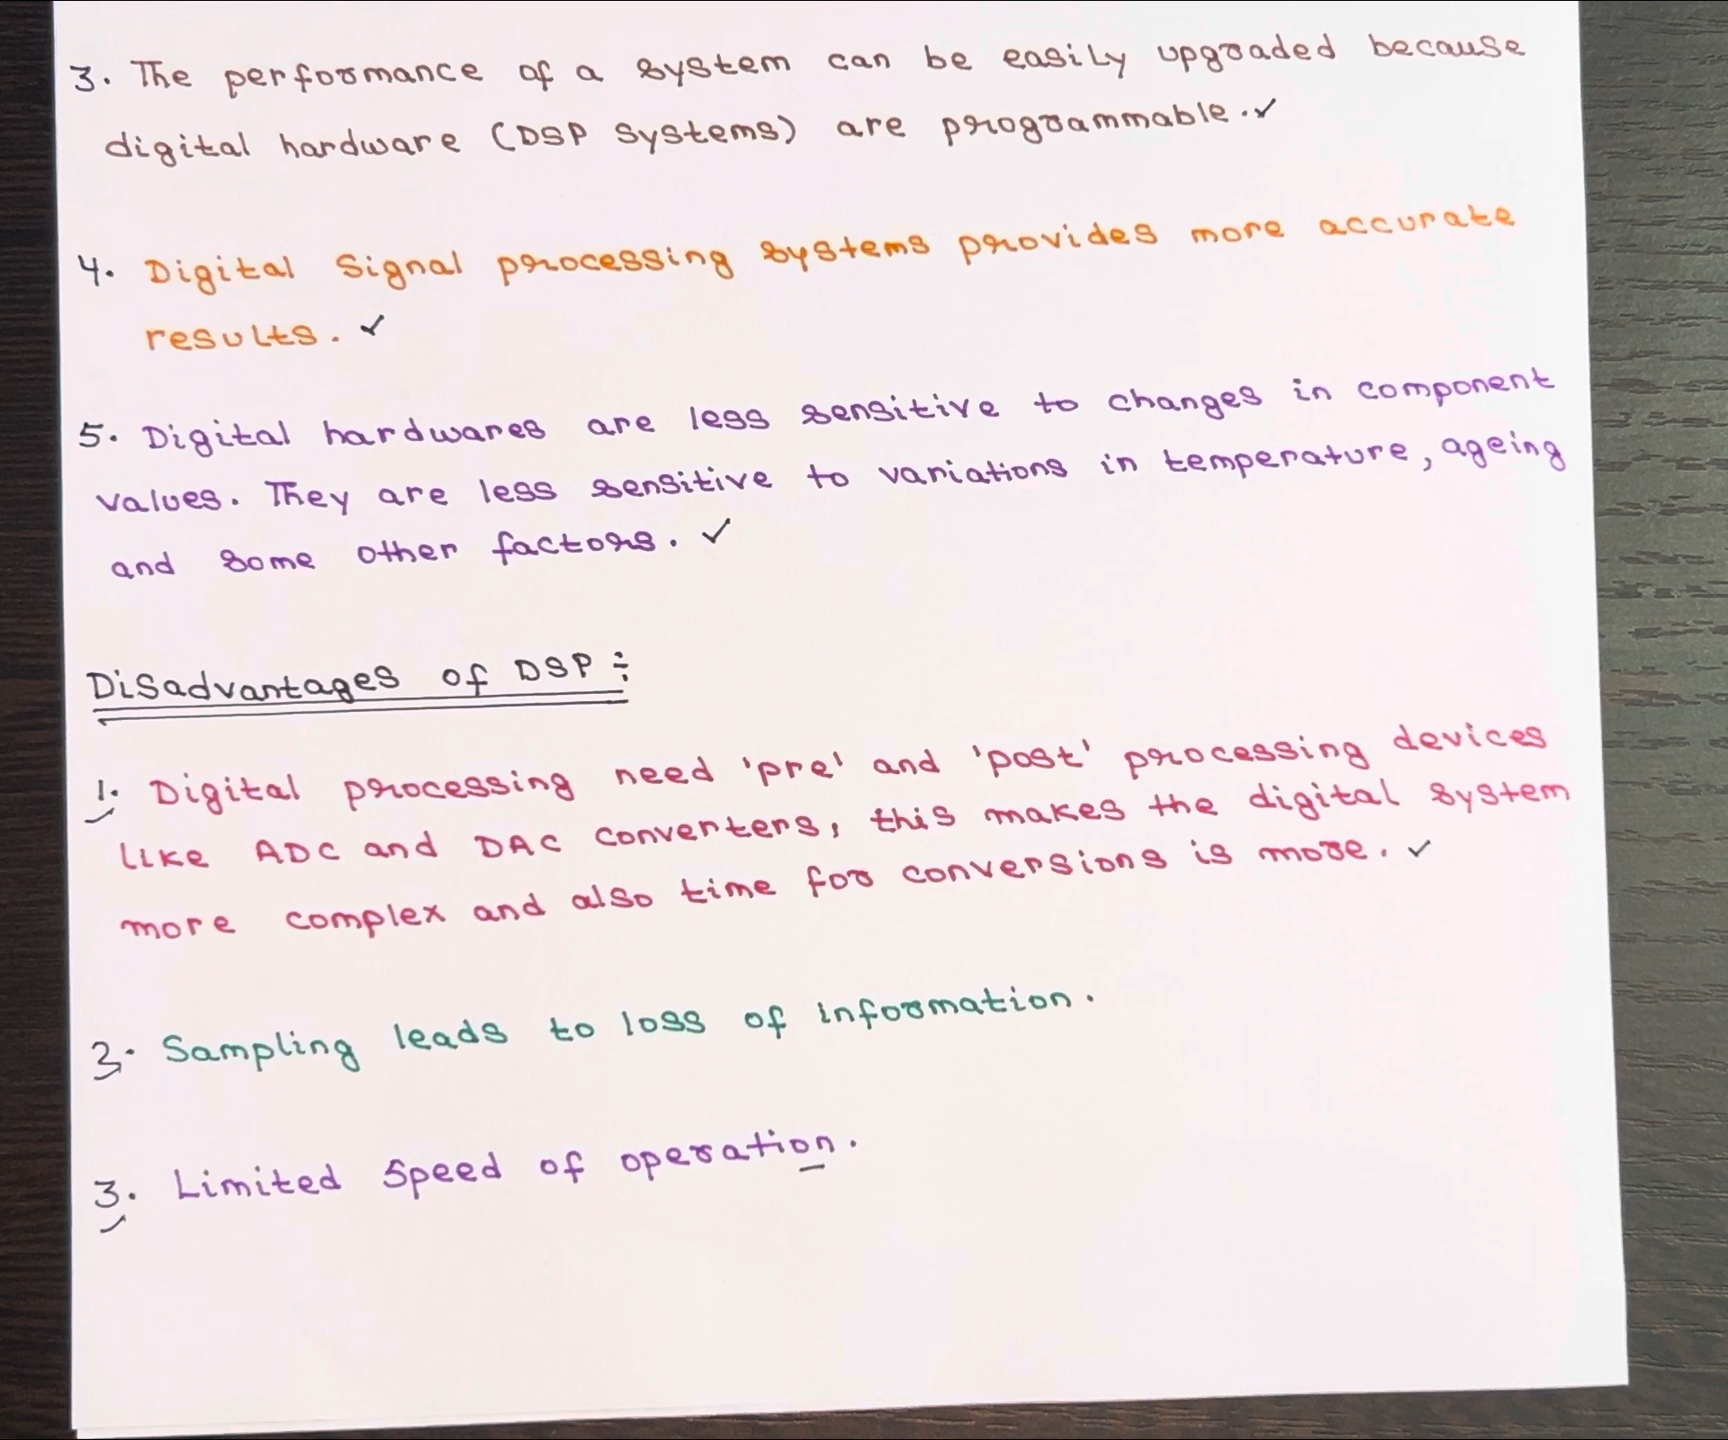 3. The performance of a system can be easily upgraded because
digital hardware (DSP Systems) are programmable. ✓
4. Digital Signal processing systems provides more accurate
results. ✓
5. Digital hardwares are less sensitive to changes in component
values. They are less sensitive to variations in temperature, ageing
and some other factors. ✓
Disadvantages of DSP :
1. Digital processing need 'pre' and 'post' processing devices
like ADC and DAC converters, this makes the digital system
more complex and also time for conversions is more. ✓
2. Sampling leads to loss of information.
3. Limited Speed of operation.